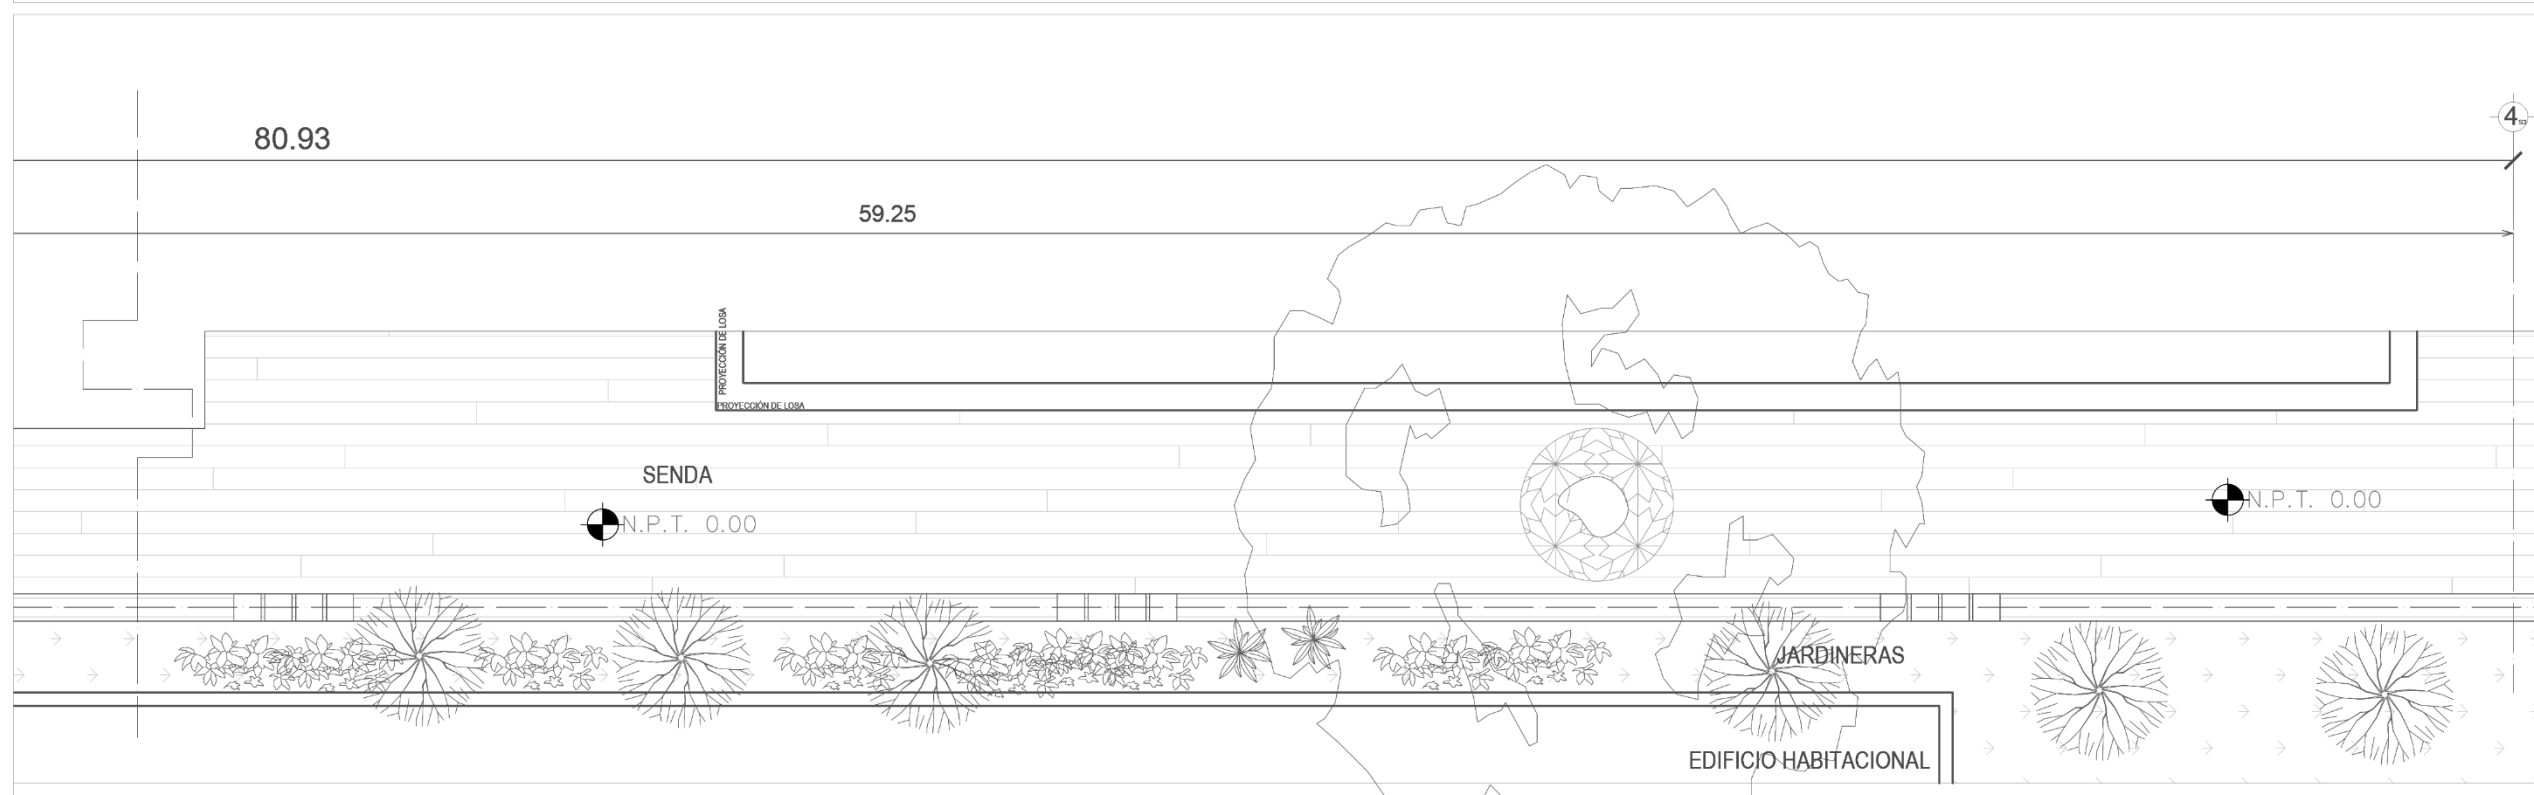 80.93
4
59.25
PROYECCIÓN DE LOSA
PROYECCIÓN DE LOSA
SENDA
N.P.T. 0.00
N.P.T. 0.00
JARDINERAS
EDIFICIO HABITACIONAL